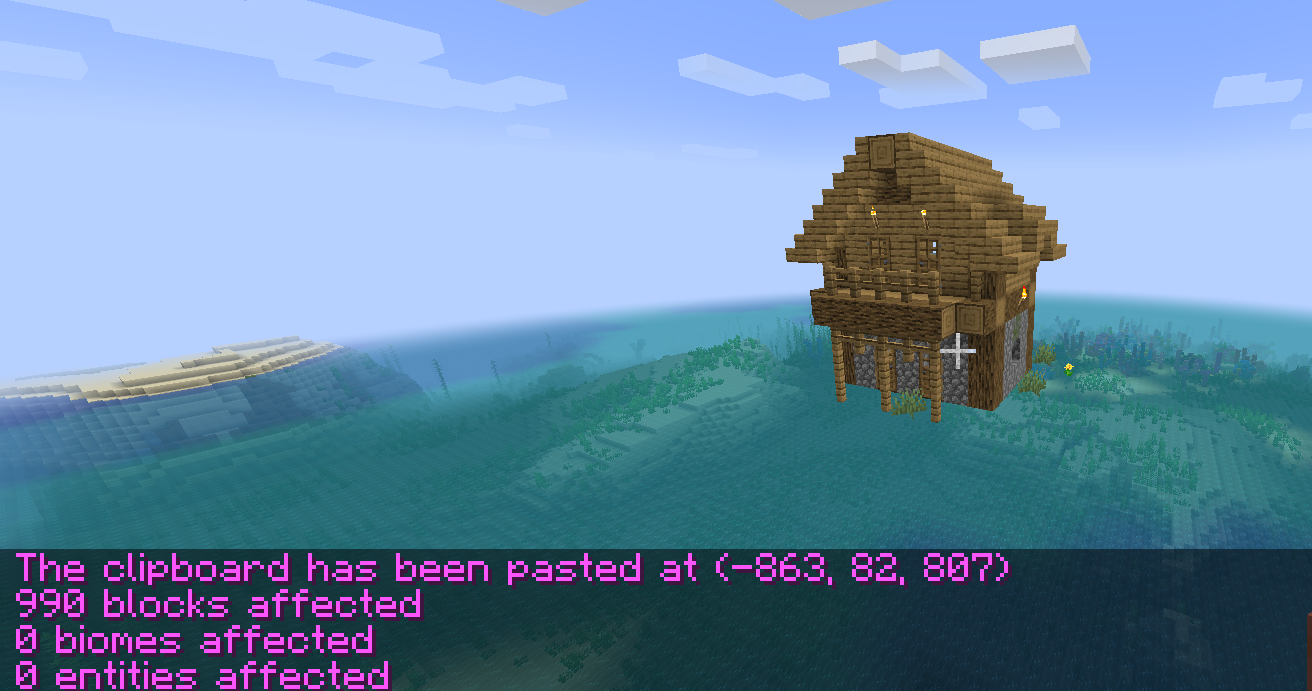 The clipboard has been pasted at (-863, 82, 807)
990 blocks affected
0 biomes affected
0 entities affected